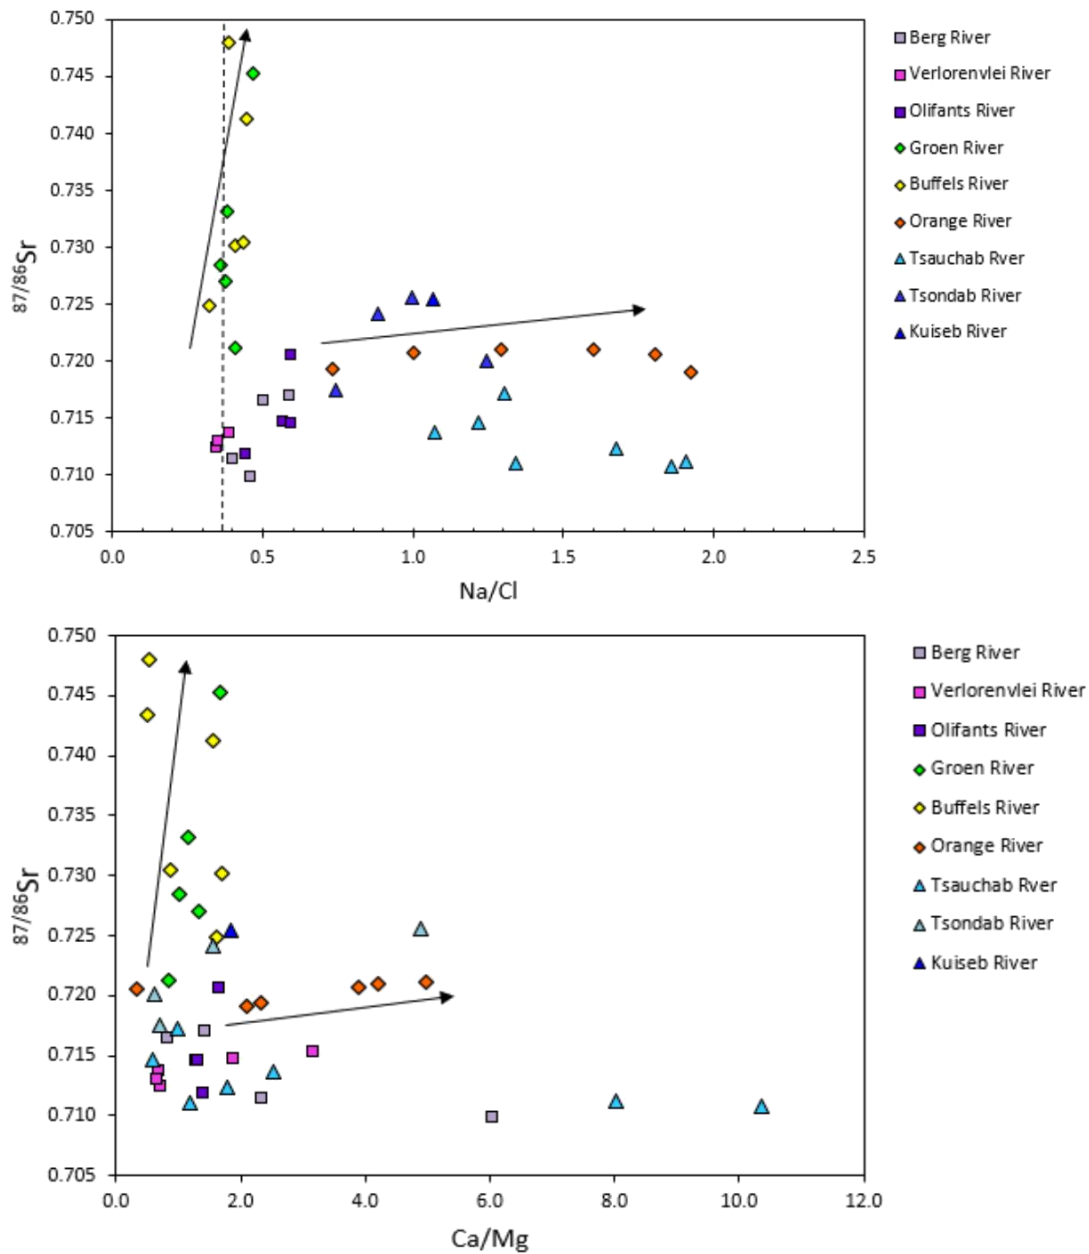 0.750
0.745
0.740
0.735
0.730
0.725
0.720
0.715
0.710
0.705
87/86Sr
0.0 0.5 1.0 1.5 2.0 2.5
Na/Cl
Berg River
Verlorenvlei River
Olifants River
Groen River
Buffels River
Orange River
Tsauchab Rver
Tsondab River
Kuiseb River
0.750
0.745
0.740
0.735
0.730
0.725
0.720
0.715
0.710
0.705
87/86Sr
0.0 2.0 4.0 6.0 8.0 10.0 12.0
Ca/Mg
Berg River
Verlorenvlei River
Olifants River
Groen River
Buffels River
Orange River
Tsauchab Rver
Tsondab River
Kuiseb River